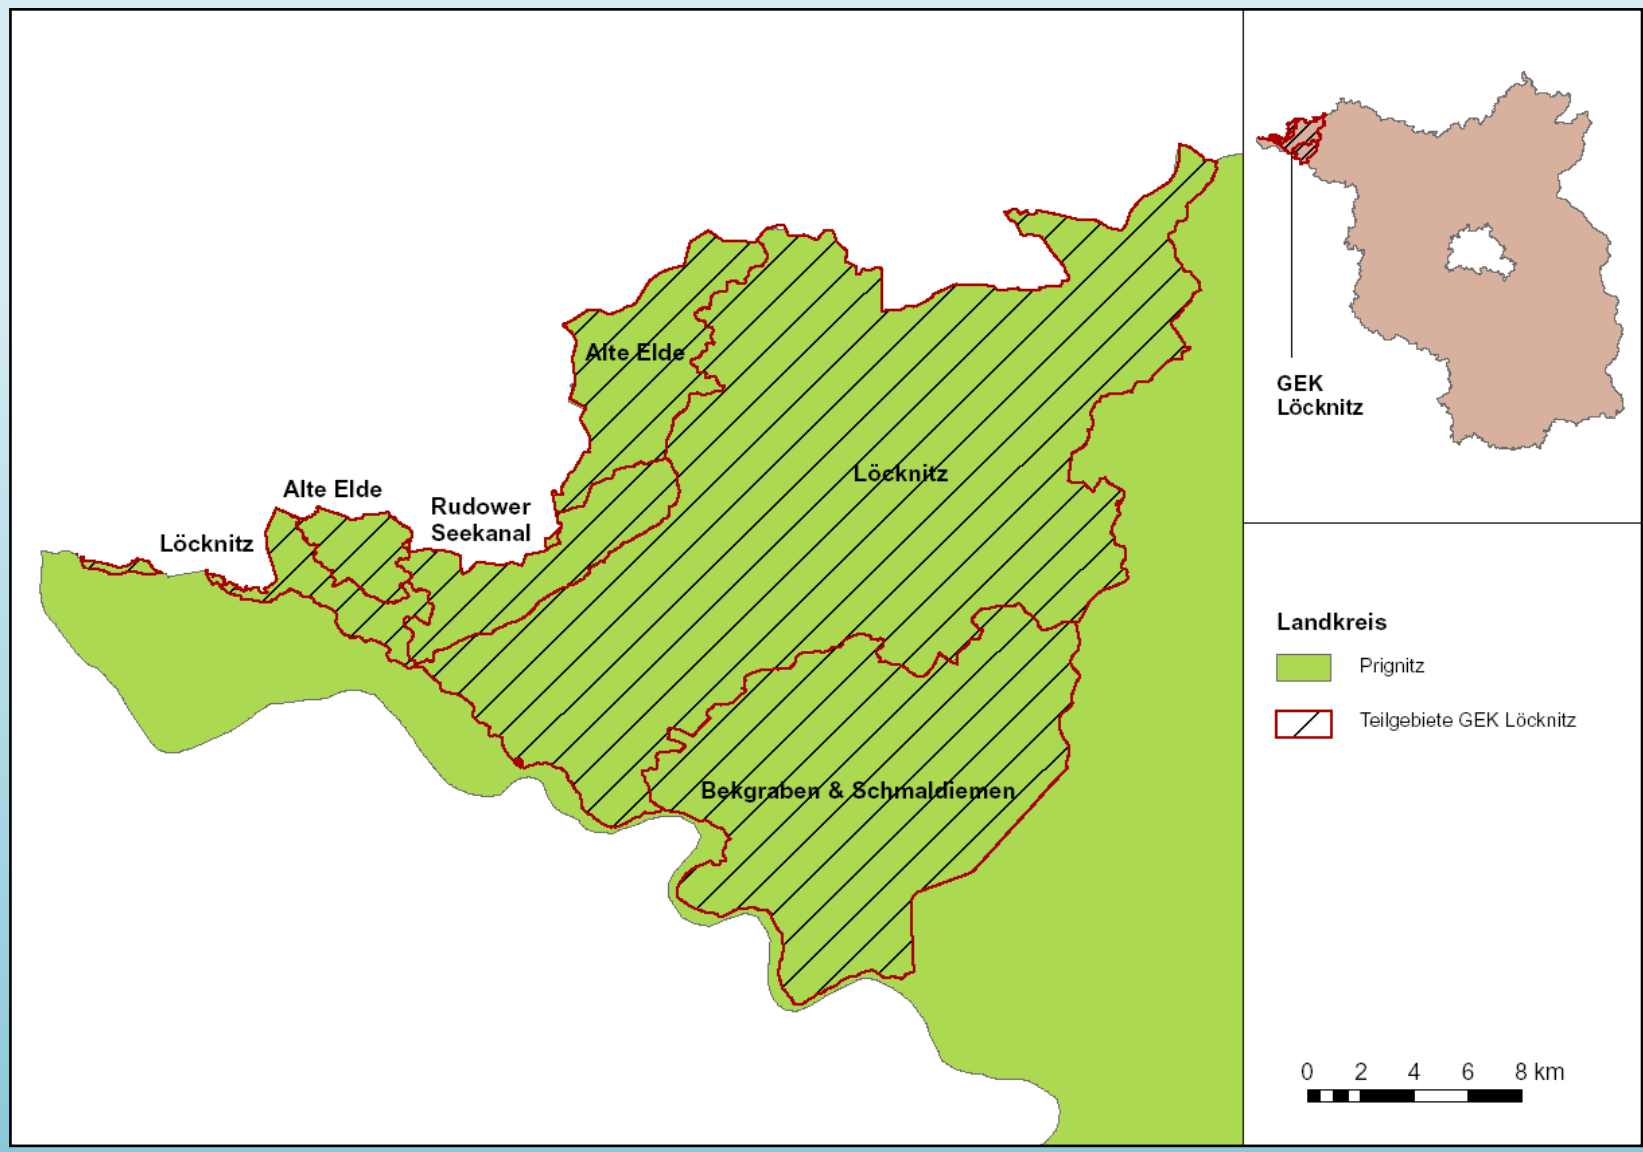 Alte Elde
Löcknitz
Alte Elde
Rudower
Seekanal
Löcknitz
Bekgraben & Schmaldiemen
GEK
Löcknitz
Landkreis
Prignitz
Teilgebiete GEK Löcknitz
0 2 4 6 8 km